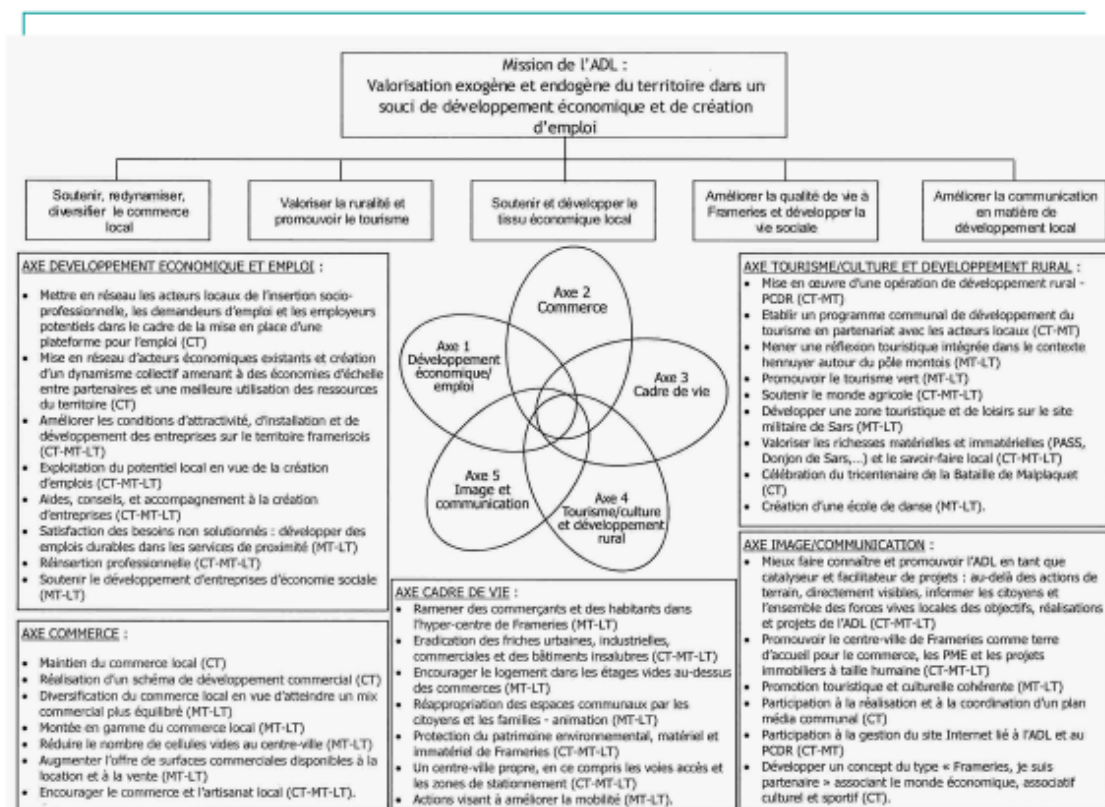 Mission de l'ADL :
Valorisation exogène et endogène du territoire dans un
souci de développement économique et de création
d'emploi
Soutenir, redynamiser,
diversifier le commerce
local
Valoriser la ruralité et
promouvoir le tourisme
Soutenir et développer le
tissu économique local
Améliorer la qualité de vie à
Frameries et développer la
vie sociale
Améliorer la communication
en matière de
développement local
AXE DEVELOPPEMENT ECONOMIQUE ET EMPLOI :
• Mettre en réseau les acteurs locaux de l'insertion socio-
professionnelle, les demandeurs d'emploi et les employeurs
potentiels dans le cadre de la mise en place d'une
plateforme pour l'emploi (CT)
• Mise en réseau d'acteurs économiques existants et création
d'un dynamisme collectif amenant à des économies d'échelle
entre partenaires et une meilleure utilisation des ressources
du territoire (CT)
• Améliorer les conditions d'attractivité, d'installation et de
développement des entreprises sur le territoire framerisois
(CT-MT-LT)
• Exploitation du potentiel local en vue de la création
d'emplois (CT-MT-LT)
• Aides, conseils, et accompagnement à la création
d'entreprises (CT-MT-LT)
• Satisfaction des besoins non solutionnés : développer des
emplois durables dans les services de proximité (MT-LT)
• Réinsertion professionnelle (CT-MT-LT)
• Soutenir le développement d'entreprises d'économie sociale
(MT-LT)
AXE COMMERCE :
• Maintien du commerce local (CT)
• Réalisation d'un schéma de développement commercial (CT)
• Diversification du commerce local en vue d'atteindre un mix
commercial plus équilibré (MT-LT)
• Montée en gamme du commerce local (MT-LT)
• Réduire le nombre de cellules vides au centre-ville (MT-LT)
• Augmenter l'offre de surfaces commerciales disponibles à la
location et à la vente (MT-LT)
• Encourager le commerce et l'artisanat local (CT-MT-LT).
Axe 2
Commerce
Axe 1
Développement
économique/
emploi
Axe 3
Cadre de vie
Axe 5
Image et
communication
Axe 4
Tourisme/culture
et développement
rural
AXE CADRE DE VIE :
• Ramener des commerçants et des habitants dans
l'hyper-centre de Frameries (MT-LT)
• Eradication des friches urbaines, industrielles,
commerciales et des bâtiments insalubres (CT-MT-LT)
• Encourager le logement dans les étages vides au-dessus
des commerces (MT-LT)
• Réappropriation des espaces communaux par les
citoyens et les familles - animation (MT-LT)
• Protection du patrimoine environnemental, matériel et
immatériel de Frameries (CT-MT-LT)
• Un centre-ville propre, en ce compris les voies accès et
les zones de stationnement (CT-MT-LT)
• Actions visant à améliorer la mobilité (MT-LT).
AXE TOURISME/CULTURE ET DEVELOPPEMENT RURAL :
• Mise en œuvre d'une opération de développement rural -
PCDR (CT-MT)
• Etablir un programme communal de développement du
tourisme en partenariat avec les acteurs locaux (CT-MT)
• Mener une réflexion touristique intégrée dans le contexte
hennuyer autour du pôle montois (MT-LT)
• Promouvoir le tourisme vert (MT-LT)
• Soutenir le monde agricole (CT-MT-LT)
• Développer une zone touristique et de loisirs sur le site
militaire de Sars (MT-LT)
• Valoriser les richesses matérielles et immatérielles (PASS,
Donjon de Sars,...) et le savoir-faire local (CT-MT-LT)
• Célébration du tricentenaire de la Bataille de Malplaquet
(CT)
• Création d'une école de danse (MT-LT).
AXE IMAGE/COMMUNICATION :
• Mieux faire connaître et promouvoir l'ADL en tant que
catalyseur et facilitateur de projets : au-delà des actions de
terrain, directement visibles, informer les citoyens et
l'ensemble des forces vives locales des objectifs, réalisations
et projets de l'ADL (CT-MT-LT)
• Promouvoir le centre-ville de Frameries comme terre
d'accueil pour le commerce, les PME et les projets
immobiliers à taille humaine (CT-MT-LT)
• Promotion touristique et culturelle cohérente (MT-LT)
• Participation à la réalisation et à la coordination d'un plan
média communal (CT)
• Participation à la gestion du site Internet lié à l'ADL et au
PCDR (CT-MT)
• Développer un concept du type « Frameries, je suis
partenaire » associant le monde économique, associatif
culturel et sportif (CT).